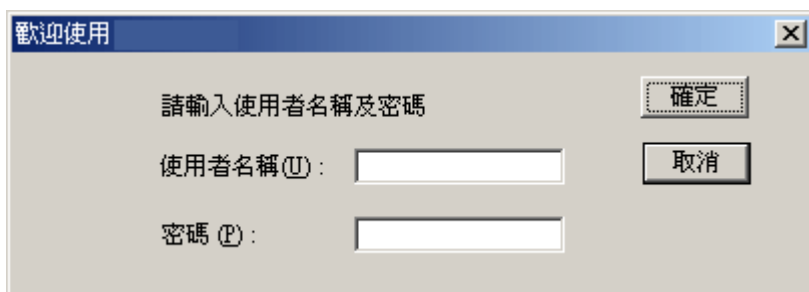 歡迎使用
請輸入使用者名稱及密碼
確定
使用者名稱(U) :
取消
密碼 (P) :